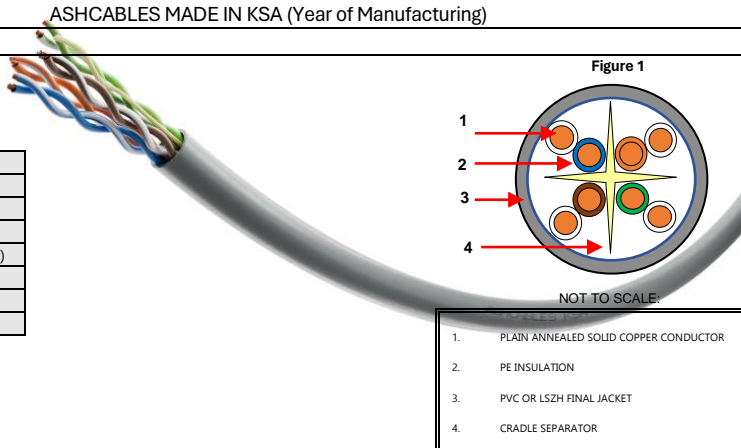 ASHCABLES MADE IN KSA (Year of Manufacturing)
Figure 1
1
2
3
4
)
NOT TO SCALE:
1. PLAIN ANNEALED SOLID COPPER CONDUCTOR
2. PE INSULATION
3. PVC OR LSZH FINAL JACKET
4. CRADLE SEPARATOR